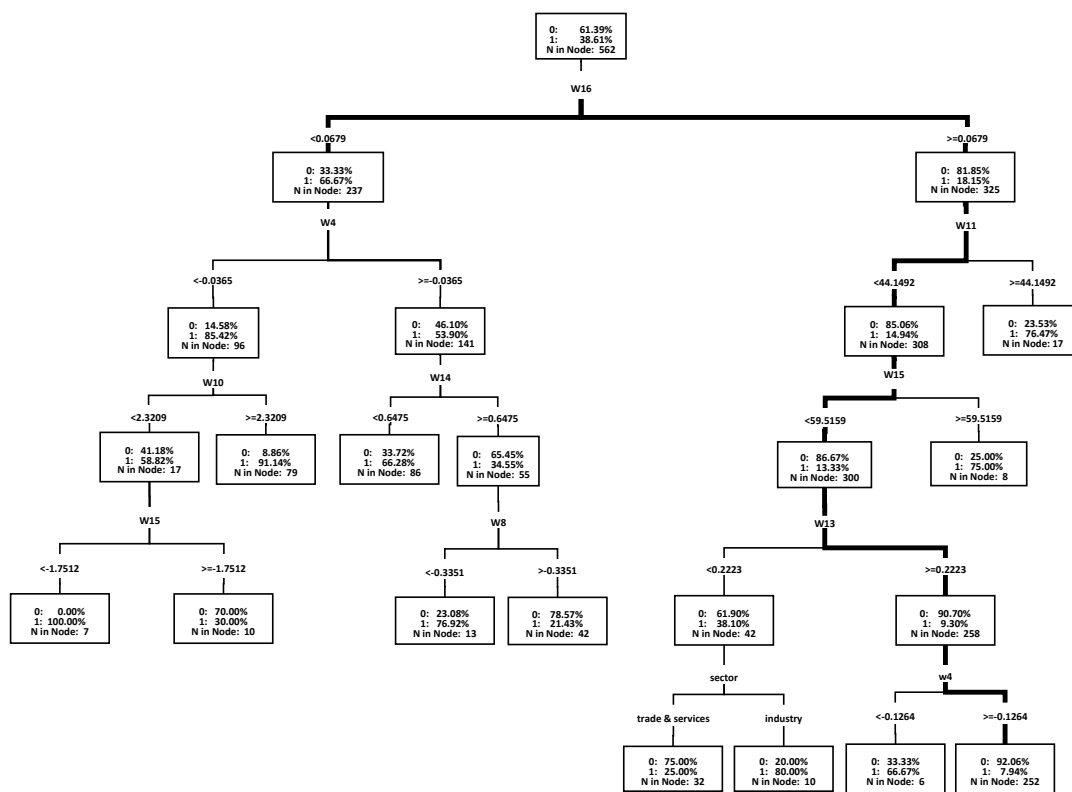 0: 61.39%
1: 38.61%
N in Node: 562
W16
<0.0679
>=0.0679
0: 33.33%
1: 66.67%
N in Node: 237
0: 81.85%
1: 18.15%
N in Node: 325
W4
W11
<-0.0365
>=-0.0365
<44.1492
>=44.1492
0: 14.58%
1: 85.42%
N in Node: 96
0: 46.10%
1: 53.90%
N in Node: 141
0: 85.06%
1: 14.94%
N in Node: 308
0: 23.53%
1: 76.47%
N in Node: 17
W10
W14
W15
<2.3209
>=2.3209
<0.6475
>=0.6475
<59.5159
>=59.5159
0: 41.18%
1: 58.82%
N in Node: 17
0: 8.86%
1: 91.14%
N in Node: 79
0: 33.72%
1: 66.28%
N in Node: 86
0: 65.45%
1: 34.55%
N in Node: 55
0: 86.67%
1: 13.33%
N in Node: 300
0: 25.00%
1: 75.00%
N in Node: 8
W15
W8
W13
<-1.7512
>=-1.7512
<-0.3351
>-0.3351
<0.2223
>=0.2223
0: 0.00%
1: 100.00%
N in Node: 7
0: 70.00%
1: 30.00%
N in Node: 10
0: 23.08%
1: 76.92%
N in Node: 13
0: 78.57%
1: 21.43%
N in Node: 42
0: 61.90%
1: 38.10%
N in Node: 42
0: 90.70%
1: 9.30%
N in Node: 258
sector
w4
trade & services
industry
<-0.1264
>=-0.1264
0: 75.00%
1: 25.00%
N in Node: 32
0: 20.00%
1: 80.00%
N in Node: 10
0: 33.33%
1: 66.67%
N in Node: 6
0: 92.06%
1: 7.94%
N in Node: 252